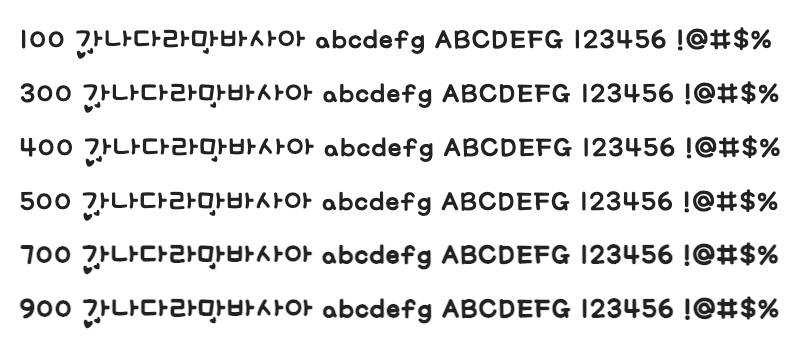 100 가나다라마바사아 abcdefg ABCDEFG 123456 !@#$%
300 가나다라마바사아 abcdefg ABCDEFG 123456 !@#$%
400 가나다라마바사아 abcdefg ABCDEFG 123456 !@#$%
500 가나다라마바사아 abcdefg ABCDEFG 123456 !@#$%
700 가나다라마바사아 abcdefg ABCDEFG 123456 !@#$%
900 가나다라마바사아 abcdefg ABCDEFG 123456 !@#$%